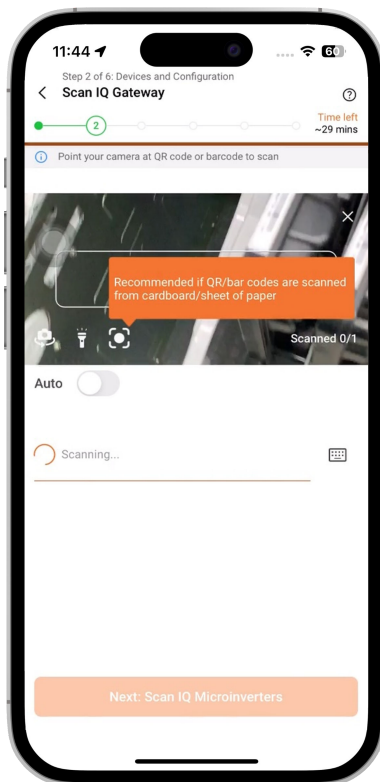 11:44
60
Step 2 of 6: Devices and Configuration
Scan IQ Gateway
2
Time left
~29 mins
Point your camera at QR code or barcode to scan
Recommended if QR/bar codes are scanned
from cardboard/sheet of paper
Scanned 0/1
Auto
Scanning...
Next: Scan IQ Microinverters